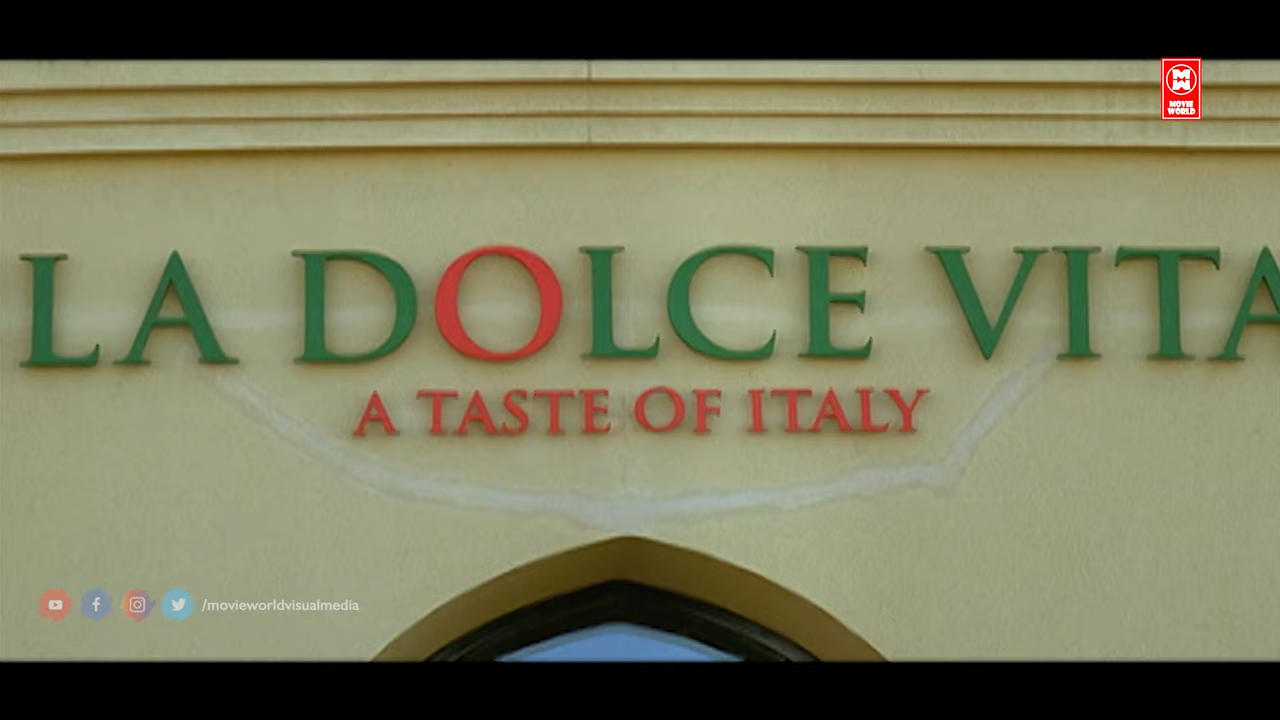 MOVIE
WORLD
LA DOLCE VITA
A TASTE OF ITALY
/movieworldvisualmedia